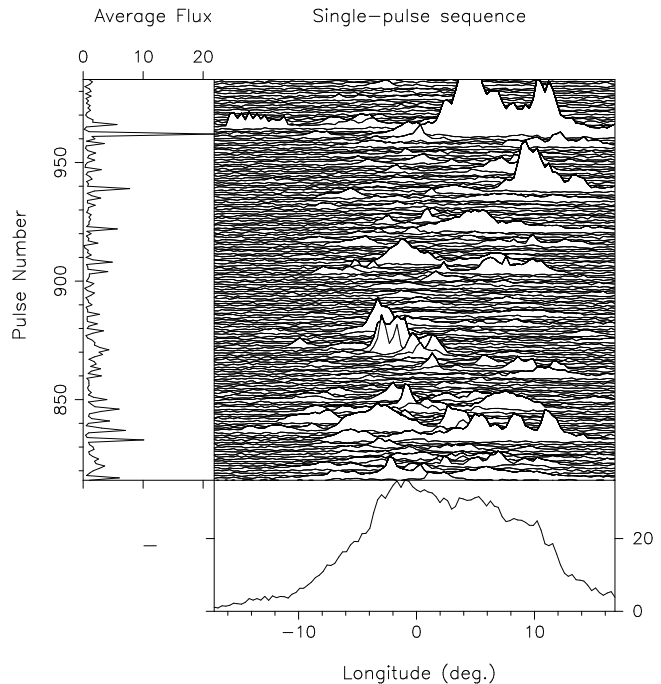 Average Flux
Single-pulse sequence
0 10 20
950
900
850
Pulse Number
20
0
-10 0 10
Longitude (deg.)